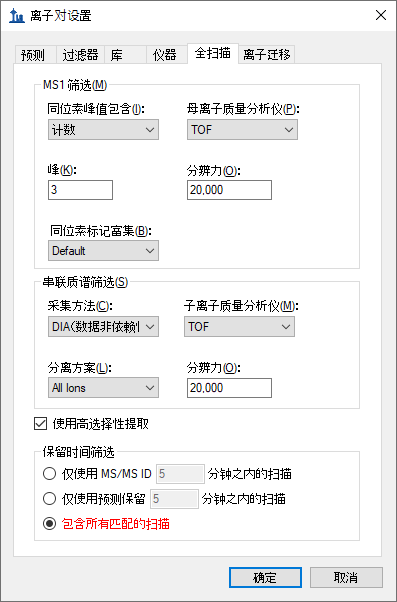 离子对设置
预测 过滤器 库 仪器 全扫描 离子迁移
MS1 筛选(M)
同位素峰值包含(I): 母离子质量分析仪(P):
计数 TOF
峰(K): 分辨力(O):
3 20,000
同位素标记富集(B):
Default
串联质谱筛选(S)
采集方法(C): 子离子质量分析仪(M):
DIA(数据非依赖 TOF
分离方案(L): 分辨力(O):
All Ions 20,000
使用高选择性提取
保留时间筛选
仅使用 MS/MS ID 5 分钟之内的扫描
仅使用预测保留 5 分钟之内的扫描
包含所有匹配的扫描
确定 取消